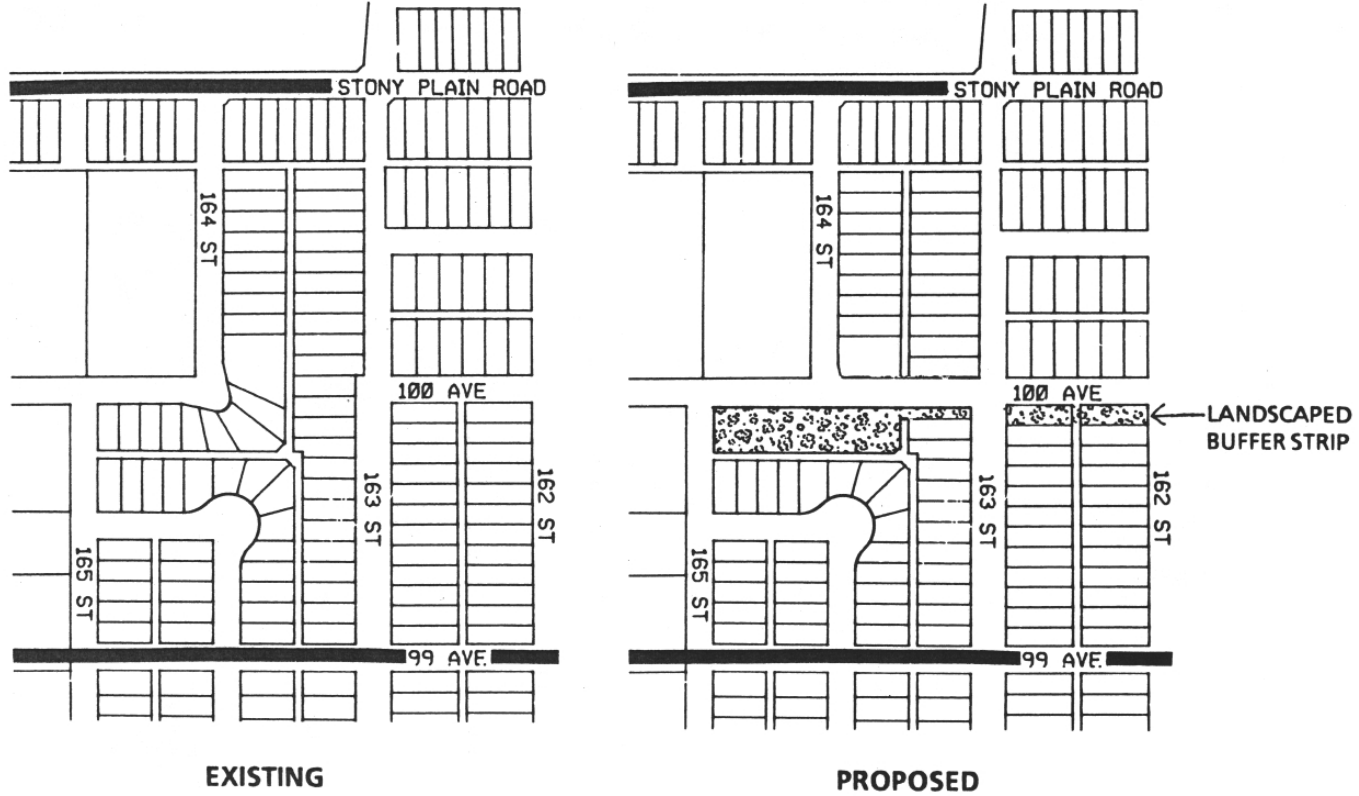 STONY PLAIN ROAD
164 ST
100 AVE
163 ST
162 ST
165 ST
99 AVE.
EXISTING
STONY PLAIN ROAD
164 ST
100 AVE
LANDSCAPED
BUFFER STRIP
163 ST
162 ST
165 ST
99 AVE.
PROPOSED